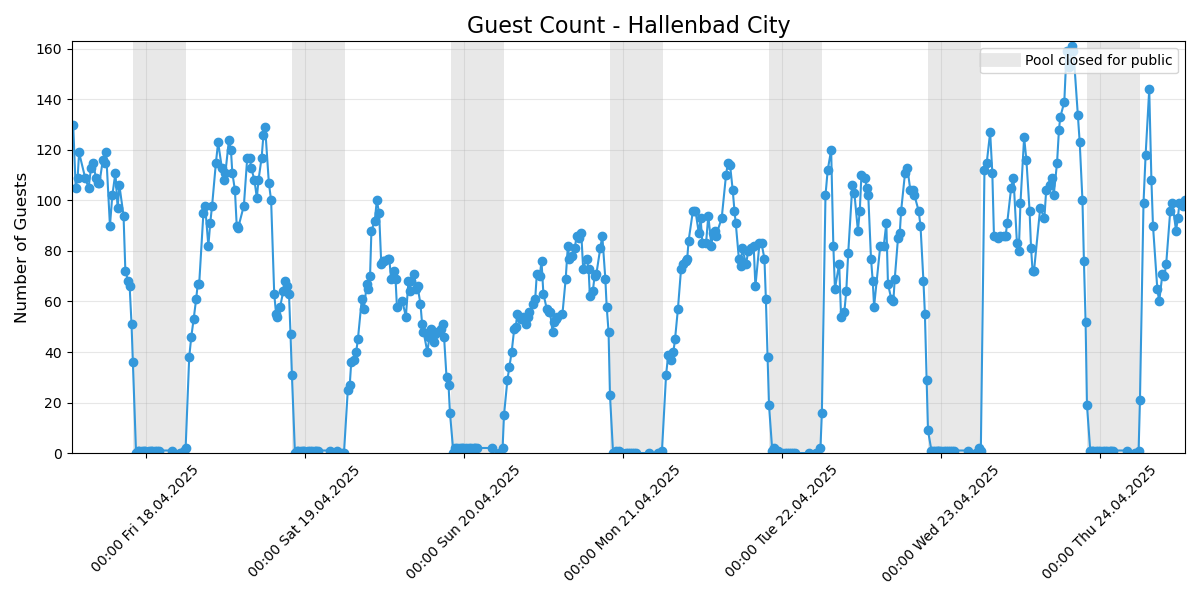 Guest Count - Hallenbad City
Pool closed for public
Number of Guests
160
140
120
100
80
60
40
20
0
00:00 Fri 18.04.2025
00:00 Sat 19.04.2025
00:00 Sun 20.04.2025
00:00 Mon 21.04.2025
00:00 Tue 22.04.2025
00:00 Wed 23.04.2025
00:00 Thu 24.04.2025